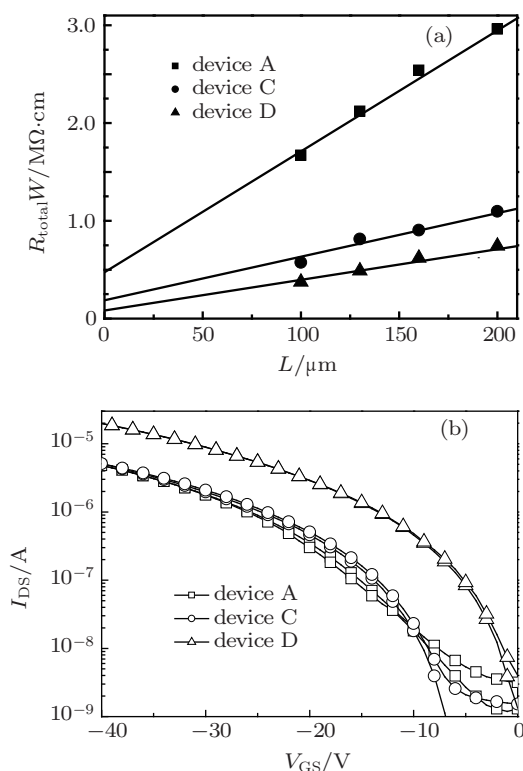 (a)
3.0
2.0
1.0
0
R_total W/MΩ·cm
device A
device C
device D
0
50
100
150
200
L/μm
(b)
10⁻⁵
10⁻⁶
10⁻⁷
10⁻⁸
10⁻⁹
I_DS/A
device A
device C
device D
−40
−30
−20
−10
0
V_GS/V